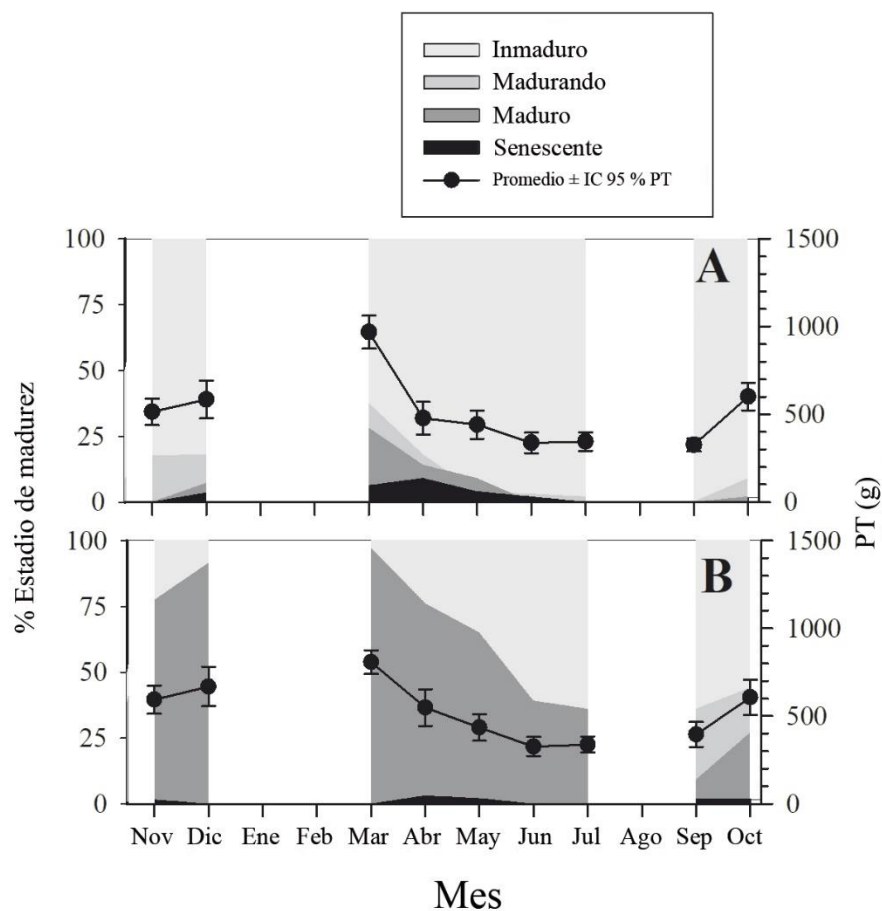 Inmaduro
Madurando
Maduro
Senescente
Promedio ± IC 95 % PT
A
100
75
50
25
0
1500
1000
500
0
B
100
75
50
25
0
1500
1000
500
0
% Estadio de madurez
PT (g)
Nov Dic Ene Feb Mar Abr May Jun Jul Ago Sep Oct
Mes